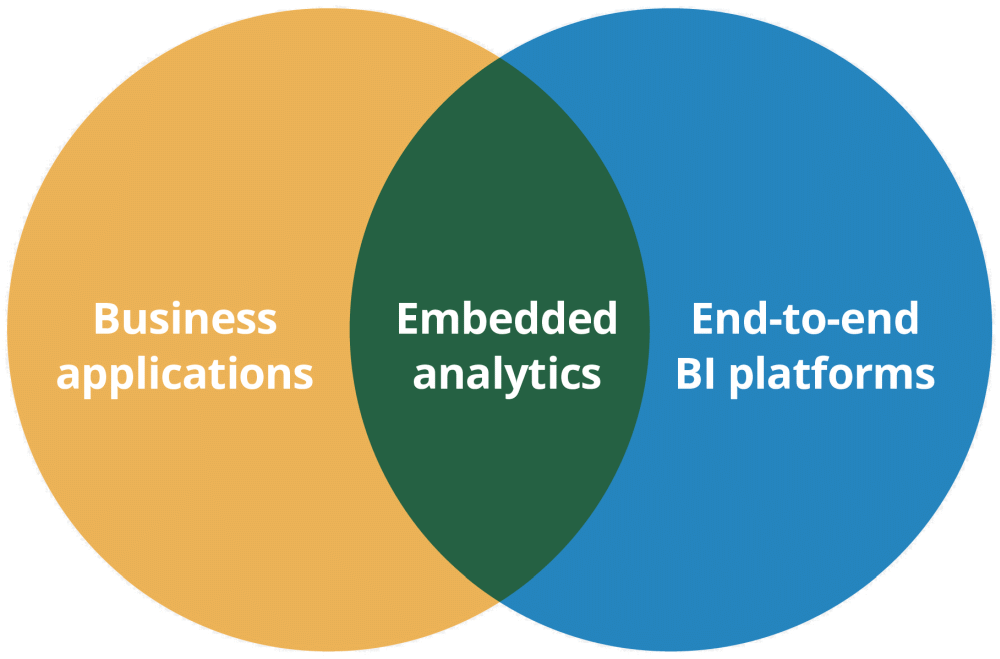 Business
applications
Embedded
analytics
End-to-end
BI platforms